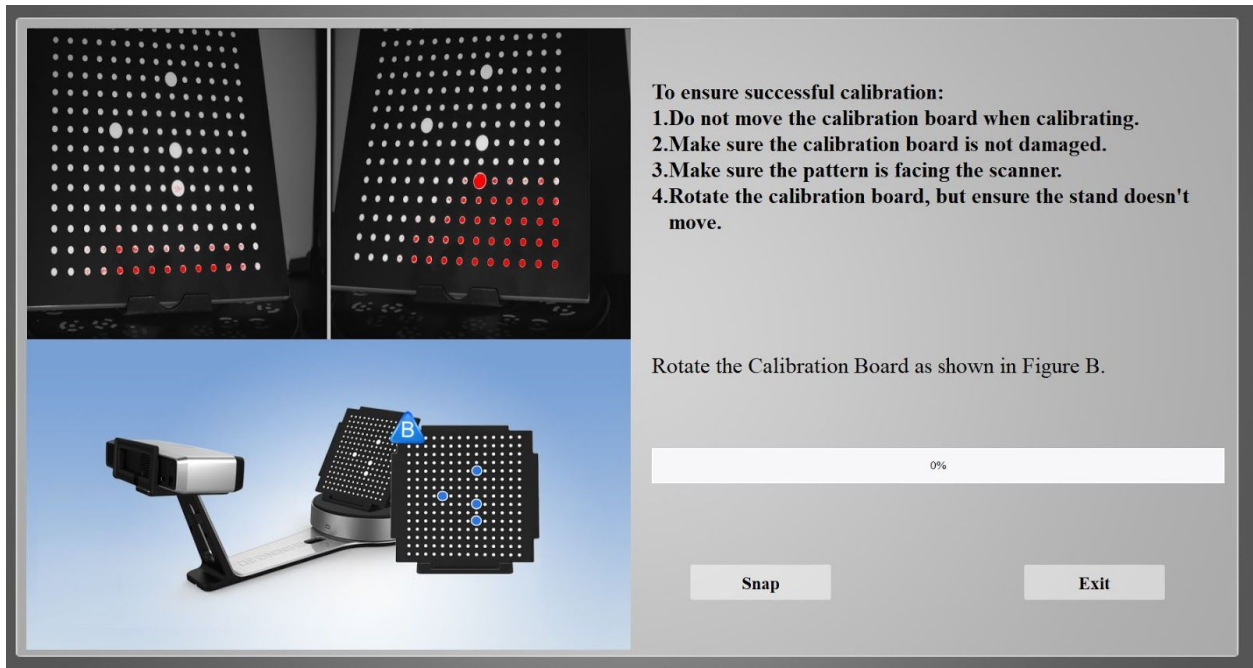 To ensure successful calibration:
1.Do not move the calibration board when calibrating.
2.Make sure the calibration board is not damaged.
3.Make sure the pattern is facing the scanner.
4.Rotate the calibration board, but ensure the stand doesn't
move.
Rotate the Calibration Board as shown in Figure B.
B
0%
Snap
Exit